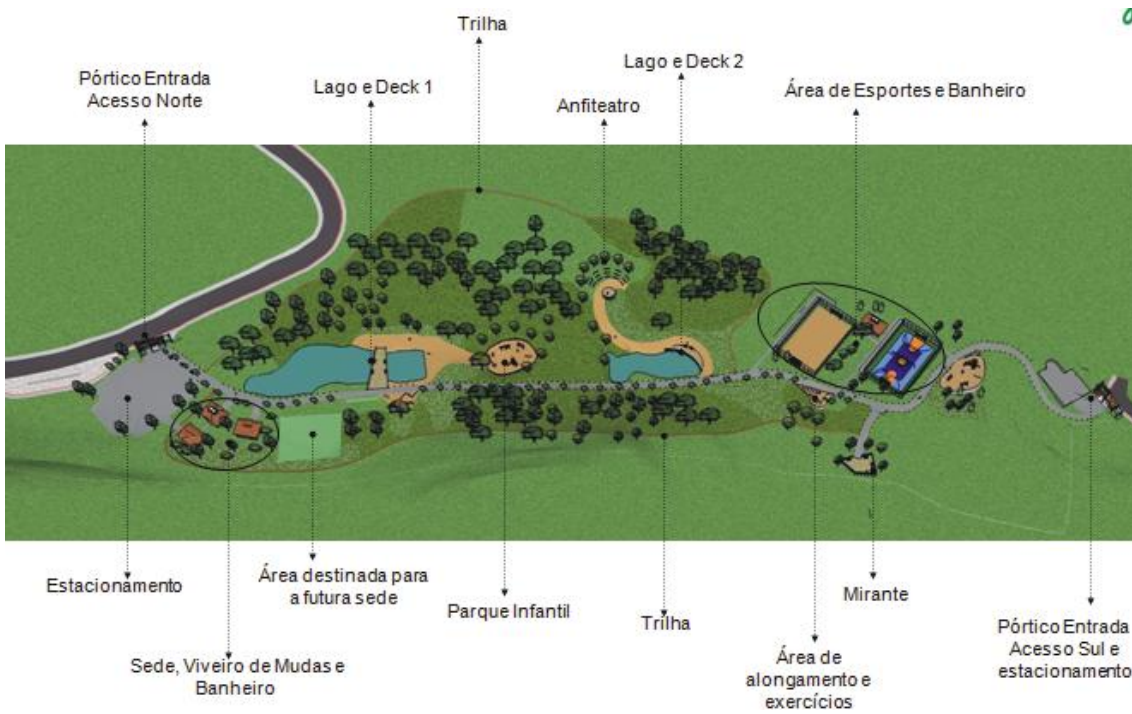 Trilha
Pórtico Entrada
Acesso Norte
Lago e Deck 1
Anfiteatro
Lago e Deck 2
Área de Esportes e Banheiro
Estacionamento
Sede, Viveiro de Mudas e
Banheiro
Área destinada para
a futura sede
Parque Infantil
Trilha
Área de
alongamento e
exercícios
Mirante
Pórtico Entrada
Acesso Sul e
estacionamento